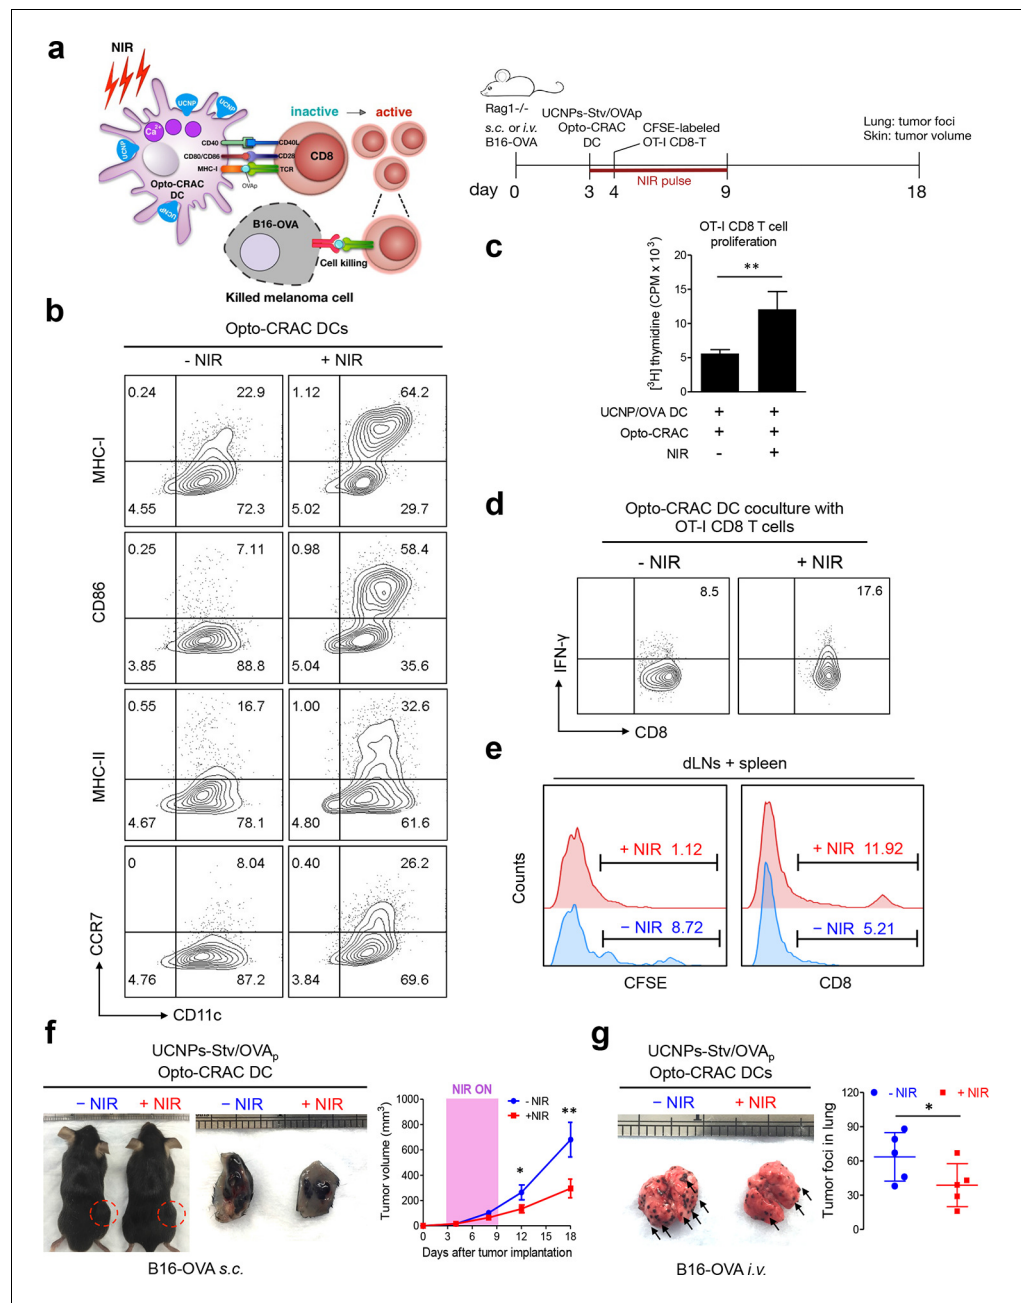 a
NIR
UCNP
UCNP
UCNP
UCNP
Ca2+
Opto-CRAC
DC
CD40
CD80/CD86
MHC-I
OVAp
CD40L
CD28
TCR
CD8
inactive → active
B16-OVA
Cell killing
Killed melanoma cell
Rag1-/-
s.c. or i.v.
B16-OVA
UCNPs-Stv/OVAp
Opto-CRAC
DC
CFSE-labeled
OT-I CD8-T
Lung: tumor foci
Skin: tumor volume
NIR pulse
day 0 3 4 9 18
b
Opto-CRAC DCs
- NIR + NIR
MHC-I
0.24 22.9 1.12 64.2
4.55 72.3 5.02 29.7
CD86
0.25 7.11 0.98 58.4
3.85 88.8 5.04 35.6
MHC-II
0.55 16.7 1.00 32.6
4.67 78.1 4.80 61.6
CCR7
0 8.04 0.40 26.2
4.76 87.2 3.84 69.6
CD11c
c
OT-I CD8 T cell
proliferation
[3H] thymidine (CPM x 10³)
20
15
10
5
0
**
UCNP/OVA DC + +
Opto-CRAC + +
NIR - +
d
Opto-CRAC DC coculture with
OT-I CD8 T cells
- NIR + NIR
8.5 17.6
IFN-γ
CD8
e
dLNs + spleen
Counts
+ NIR 1.12
– NIR 8.72
CFSE
+ NIR 11.92
– NIR 5.21
CD8
f
UCNPs-Stv/OVAp
Opto-CRAC DC
– NIR + NIR – NIR + NIR
B16-OVA s.c.
NIR ON
- NIR
+NIR
Tumor volume (mm³)
1000
800
600
400
200
0
* **
0 4 8 12 18
Days after tumor implantation
g
UCNPs-Stv/OVAp
Opto-CRAC DCs
– NIR + NIR
B16-OVA i.v.
- NIR + NIR
Tumor foci in lung
120
90
60
30
0
*